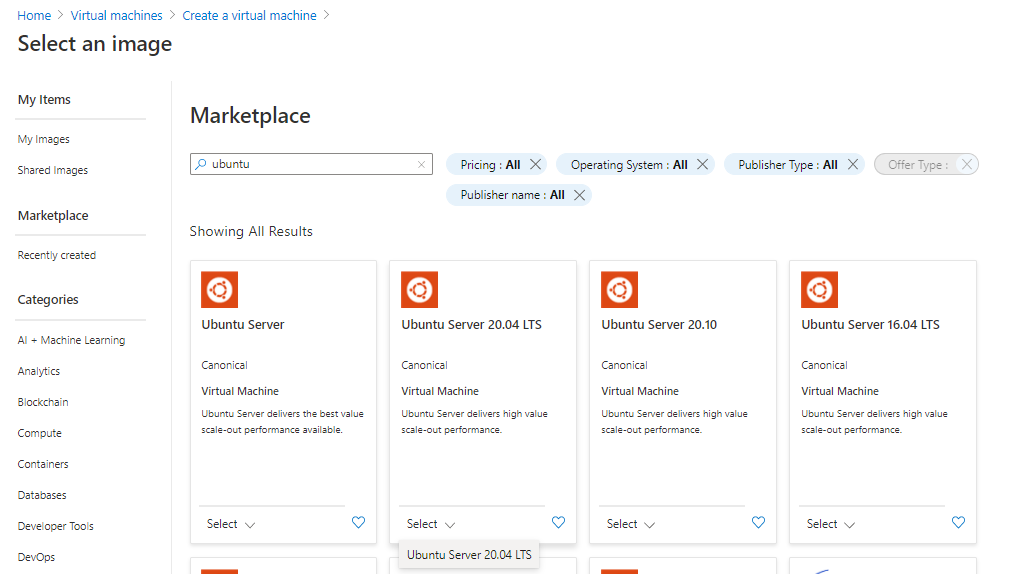 Home > Virtual machines > Create a virtual machine >
Select an image
My Items
My Images
Shared Images
Marketplace
Recently created
Categories
AI + Machine Learning
Analytics
Blockchain
Compute
Containers
Databases
Developer Tools
DevOps
Marketplace
ubuntu
Pricing : All
Operating System : All
Publisher Type : All
Offer Type :
Publisher name : All
Showing All Results
Ubuntu Server
Canonical
Virtual Machine
Ubuntu Server delivers the best value
scale-out performance available.
Select
Ubuntu Server 20.04 LTS
Canonical
Virtual Machine
Ubuntu Server delivers high value
scale-out performance.
Select
Ubuntu Server 20.04 LTS
Ubuntu Server 20.10
Canonical
Virtual Machine
Ubuntu Server delivers high value
scale-out performance.
Select
Ubuntu Server 16.04 LTS
Canonical
Virtual Machine
Ubuntu Server delivers high value
scale-out performance.
Select